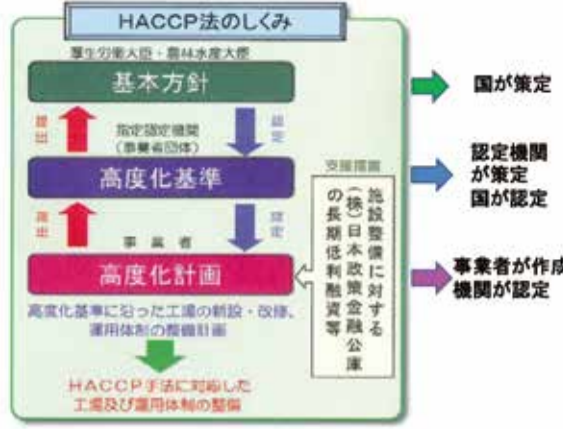 HACCP法のしくみ
厚生労働大臣・農林水産大臣
基本方針
提出
認定
指定認定機関
(事業者団体)
高度化基準
提出
認定
事業者
高度化計画
高度化基準に沿った工場の新設・改修、
運用体制の整備計画
HACCP手法に対応した
工場及び運用体制の整備
支援措置
施設整備に対する
(株)日本政策金融公庫
の長期低利融資等
国が策定
認定機関
が策定
国が認定
事業者が作成
機関が認定